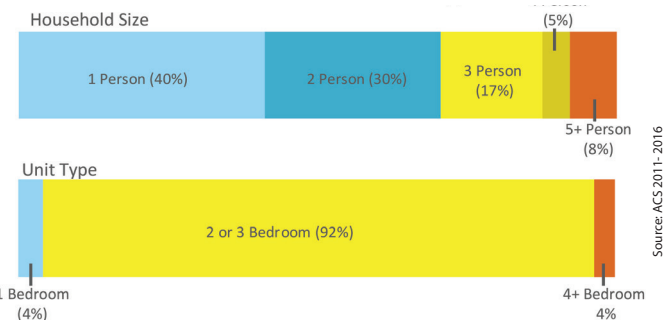 Household Size
(5%)
1 Person (40%)
2 Person (30%)
3 Person
(17%)
5+ Person
(8%)
Unit Type
2 or 3 Bedroom (92%)
1 Bedroom
(4%)
4+ Bedroom
4%
Source: ACS 2011- 2016